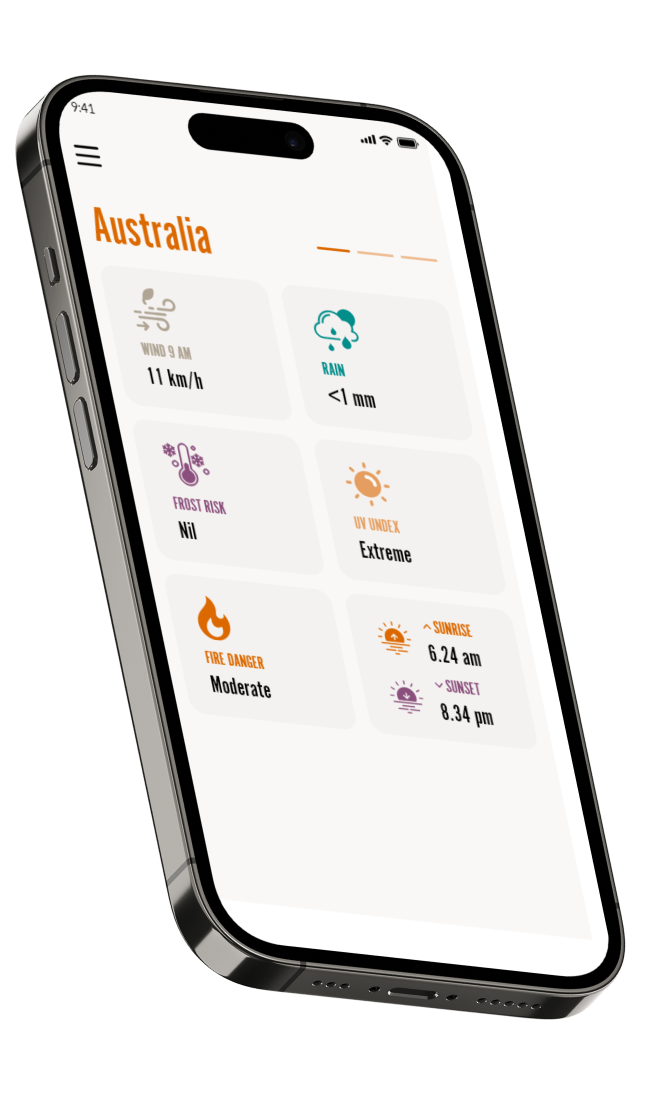 9:41
Australia
WIND 9 AM
11 km/h
RAIN
<1 mm
FROST RISK
Nil
UV UNDEX
Extreme
FIRE DANGER
Moderate
SUNRISE
6.24 am
SUNSET
8.34 pm